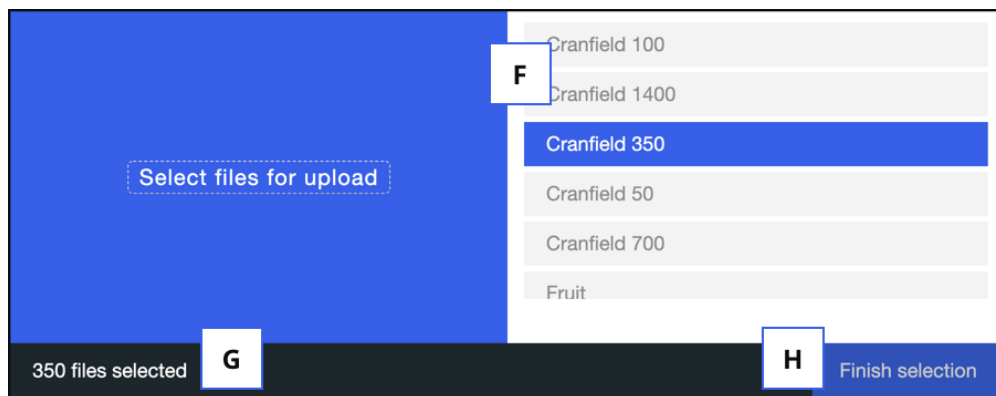 Select files for upload
F
Cranfield 100
Cranfield 1400
Cranfield 350
Cranfield 50
Cranfield 700
Fruit
350 files selected
G
H
Finish selection